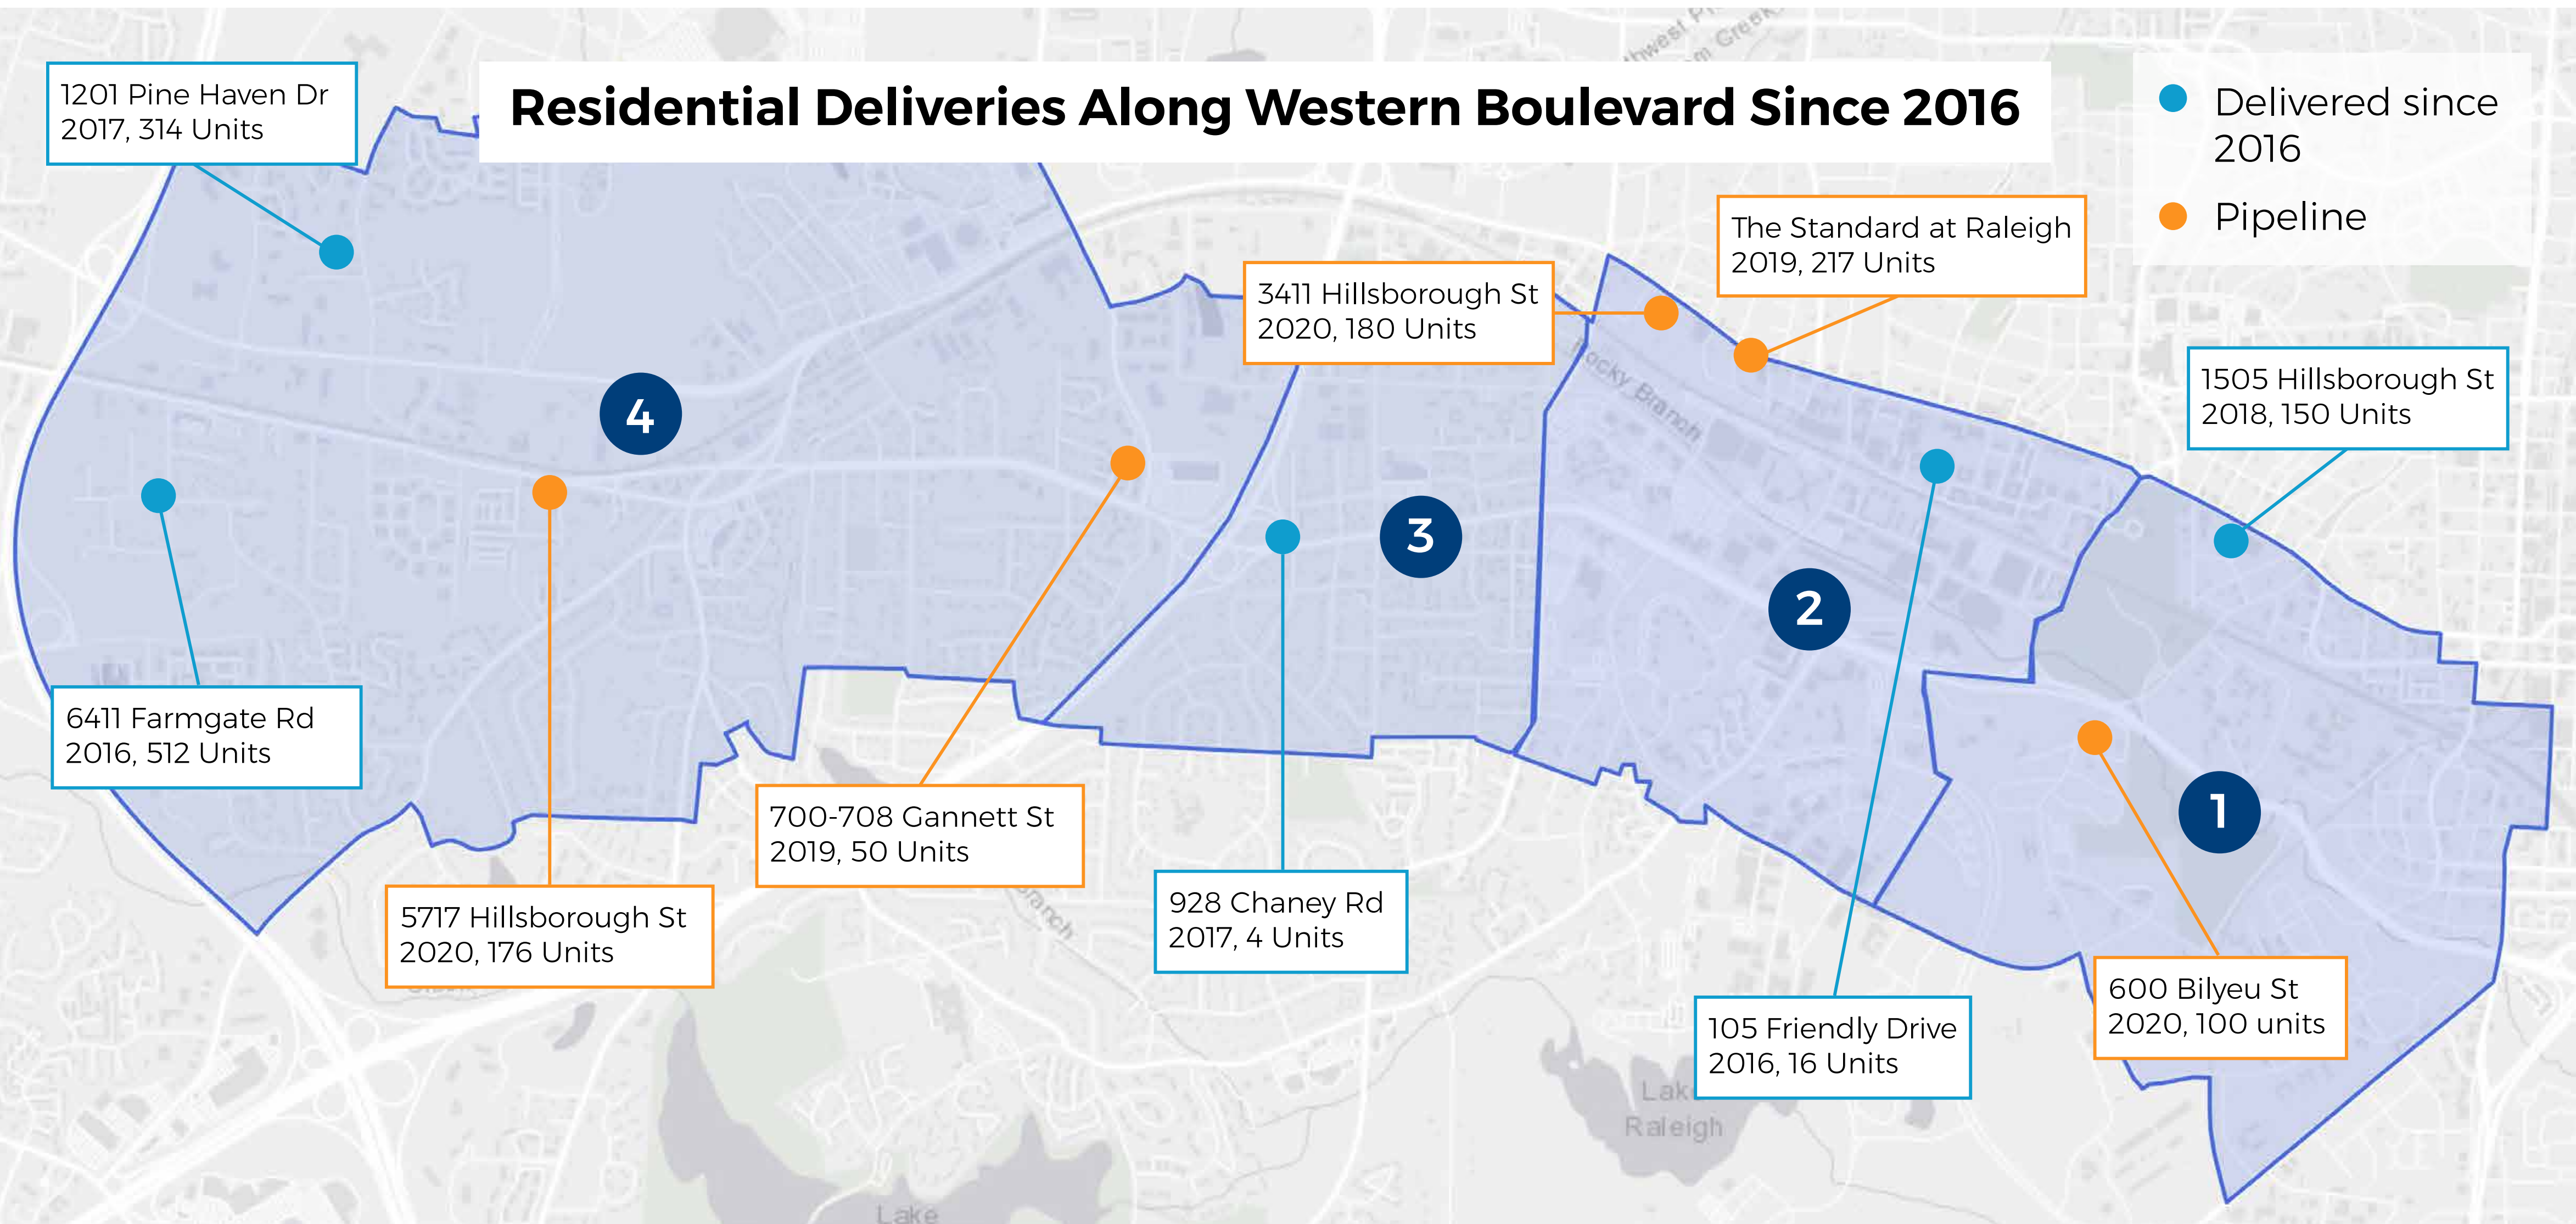 Residential Deliveries Along Western Boulevard Since 2016
Delivered since
2016
Pipeline
1201 Pine Haven Dr
2017, 314 Units
The Standard at Raleigh
2019, 217 Units
3411 Hillsborough St
2020, 180 Units
1505 Hillsborough St
2018, 150 Units
Rocky Branch
4
3
2
1
6411 Farmgate Rd
2016, 512 Units
700-708 Gannett St
2019, 50 Units
5717 Hillsborough St
2020, 176 Units
928 Chaney Rd
2017, 4 Units
105 Friendly Drive
2016, 16 Units
600 Bilyeu St
2020, 100 units
Lake
Raleigh
Lake